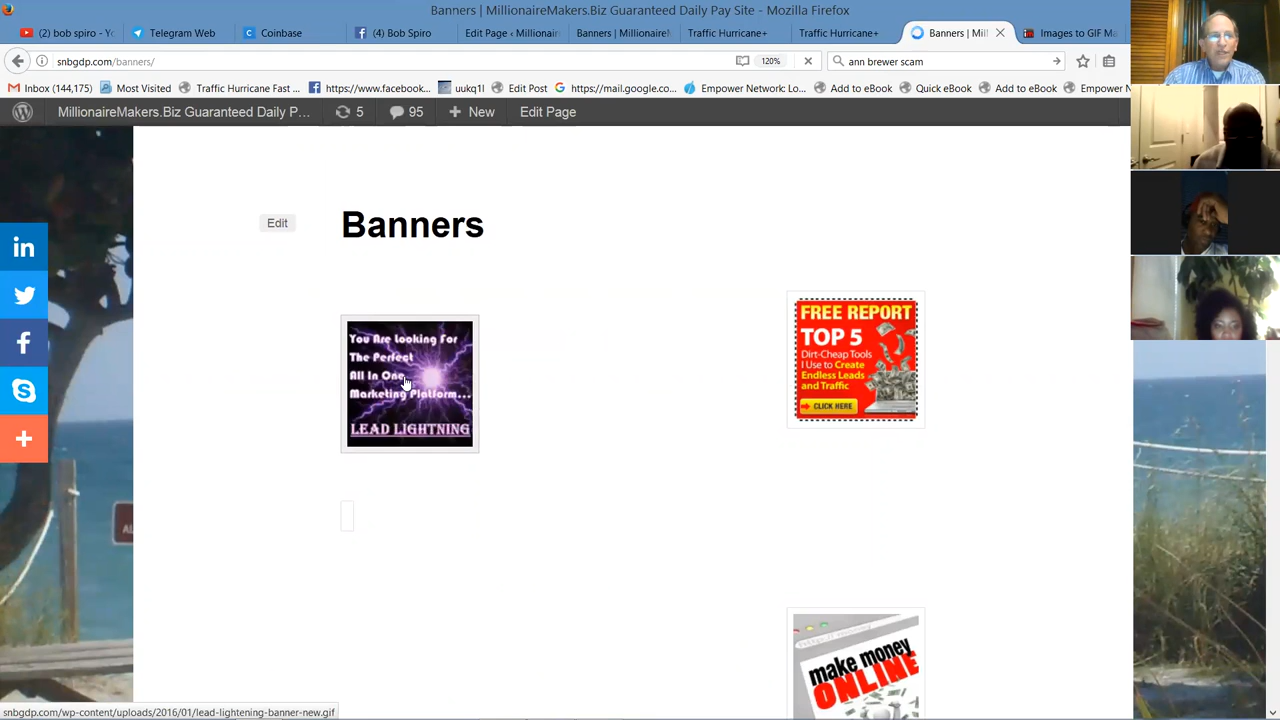 Banners | MillionaireMakers.Biz Guaranteed Daily Pay Site - Mozilla Firefox
(2) bob spiro - Yo
Telegram Web
Coinbase
(4) Bob Spiro
Edit Page ‹ Millionair
Banners | Millionaire
Traffic Hurricane+
Traffic Hurricane+
Banners | Mil
Images to GIF Ma
snbgdp.com/banners/
120%
ann brewer scam
Inbox (144,175)
Most Visited
Traffic Hurricane Fast ...
https://www.facebook...
uukq1l
Edit Post
https://mail.google.co...
Empower Network: Lo...
Add to eBook
Quick eBook
Add to eBook
Empower N
MillionaireMakers.Biz Guaranteed Daily P...
5
95
New
Edit Page
Edit
Banners
You Are Looking For
The Perfect
All In One
Marketing Platform...
LEAD LIGHTNING
FREE REPORT
TOP 5
Dirt-Cheap Tools
I Use to Create
Endless Leads
and Traffic
CLICK HERE
make money
ONLINE
snbgdp.com/wp-content/uploads/2016/01/lead-lightening-banner-new.gif